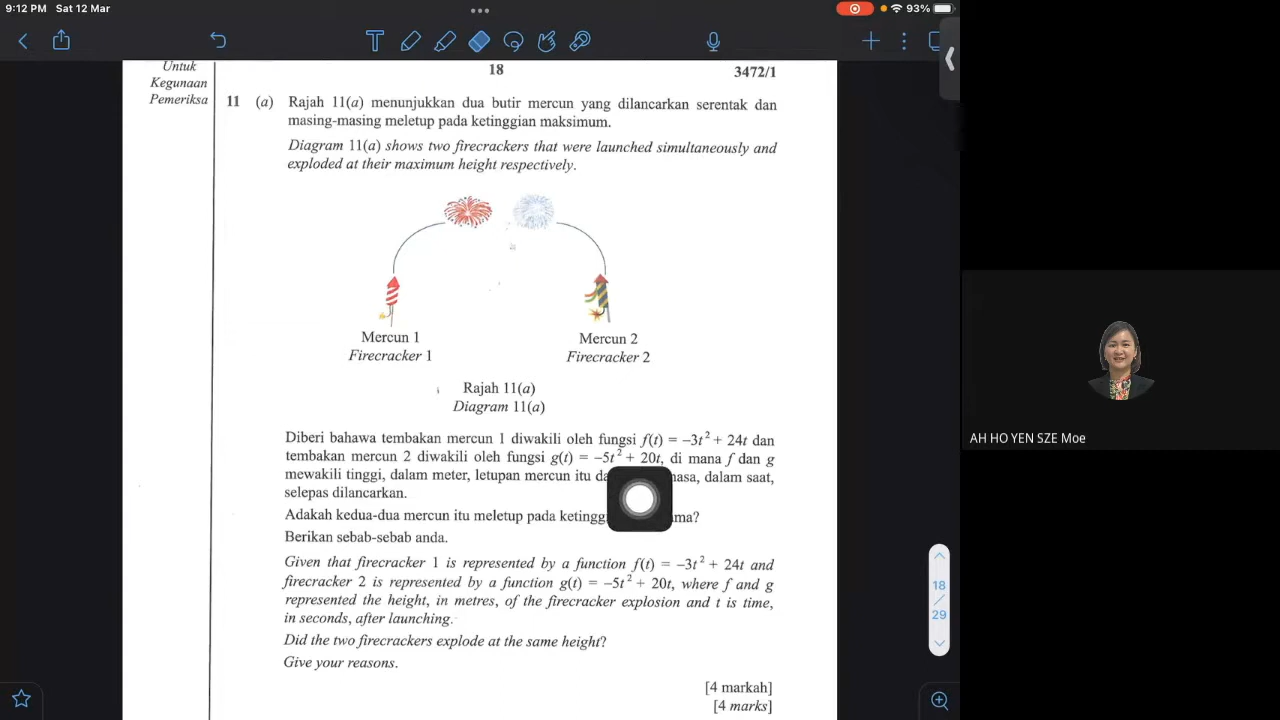 9:12 PM Sat 12 Mar
93%
Untuk
Kegunaan
Pemeriksa
18
3472/1
11 (a) Rajah 11(a) menunjukkan dua butir mercun yang dilancarkan serentak dan
masing-masing meletup pada ketinggian maksimum.
Diagram 11(a) shows two firecrackers that were launched simultaneously and
exploded at their maximum height respectively.
Mercun 1
Firecracker 1
Mercun 2
Firecracker 2
Rajah 11(a)
Diagram 11(a)
Diberi bahawa tembakan mercun 1 diwakili oleh fungsi f(t) = −3t² + 24t dan
tembakan mercun 2 diwakili oleh fungsi g(t) = −5t² + 20t, di mana f dan g
mewakili tinggi, dalam meter, letupan mercun itu dalam saat,
selepas dilancarkan.
Adakah kedua-dua mercun itu meletup pada
Berikan sebab-sebab anda.
Given that firecracker 1 is represented by a function f(t) = −3t² + 24t and
firecracker 2 is represented by a function g(t) = −5t² + 20t, where f and g
represented the height, in metres, of the firecracker explosion and t is time,
in seconds, after launching.
Did the two firecrackers explode at the same height?
Give your reasons.
[4 markah]
[4 marks]
18
29
AH HO YEN SZE Moe